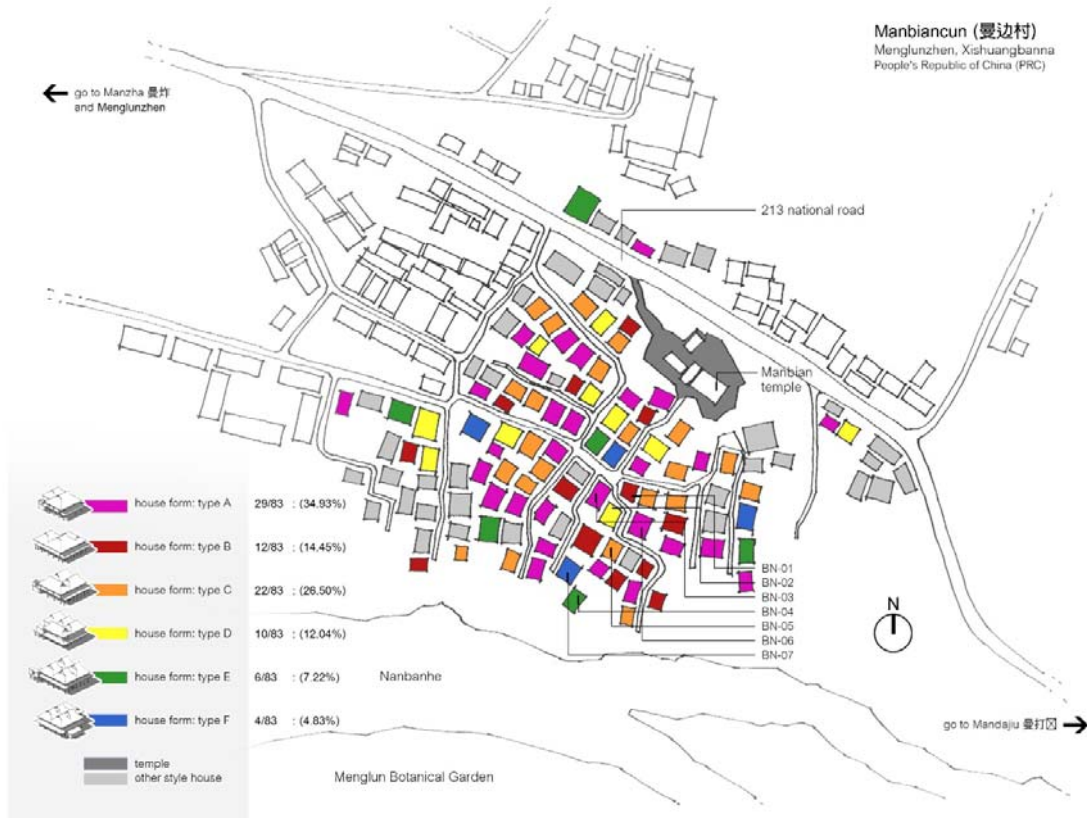 Manbiancun (曼边村)
Menglunzhen, Xishuangbanna
People's Republic of China (PRC)
go to Manzha 曼炸
and Menglunzhen
213 national road
Manbian
temple
house form: type A 29/83 : (34.93%)
house form: type B 12/83 : (14.45%)
house form: type C 22/83 : (26.50%)
house form: type D 10/83 : (12.04%)
house form: type E 6/83 : (7.22%)
house form: type F 4/83 : (4.83%)
temple
other style house
BN-01
BN-02
BN-03
BN-04
BN-05
BN-06
BN-07
N
Nanbanhe
go to Mandajiu 曼打
Menglun Botanical Garden